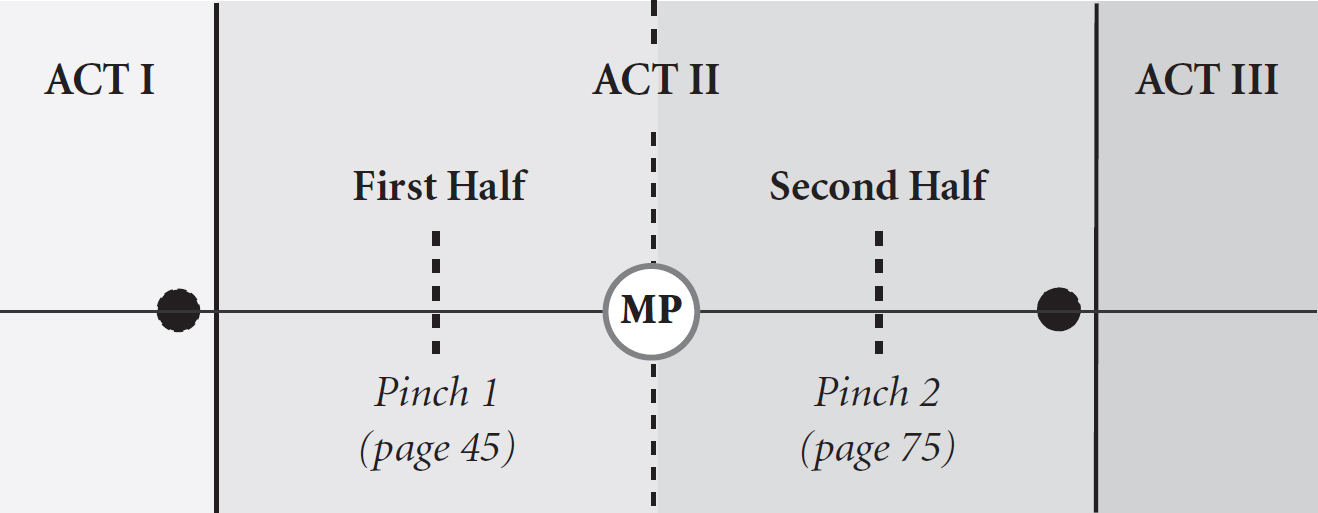 ACT I
ACT II
ACT III
First Half
Second Half
MP
Pinch 1
(page 45)
Pinch 2
(page 75)